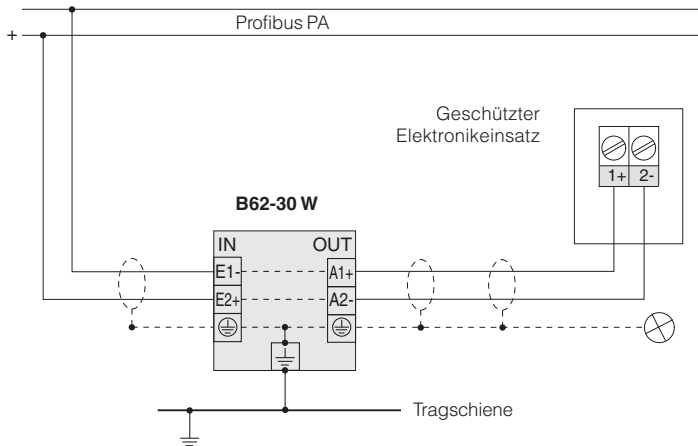 Profibus PA
+
Geschützter
Elektronikeinsatz
1+ 2-
B62-30 W
IN OUT
E1- A1+
E2+ A2-
Tragschiene